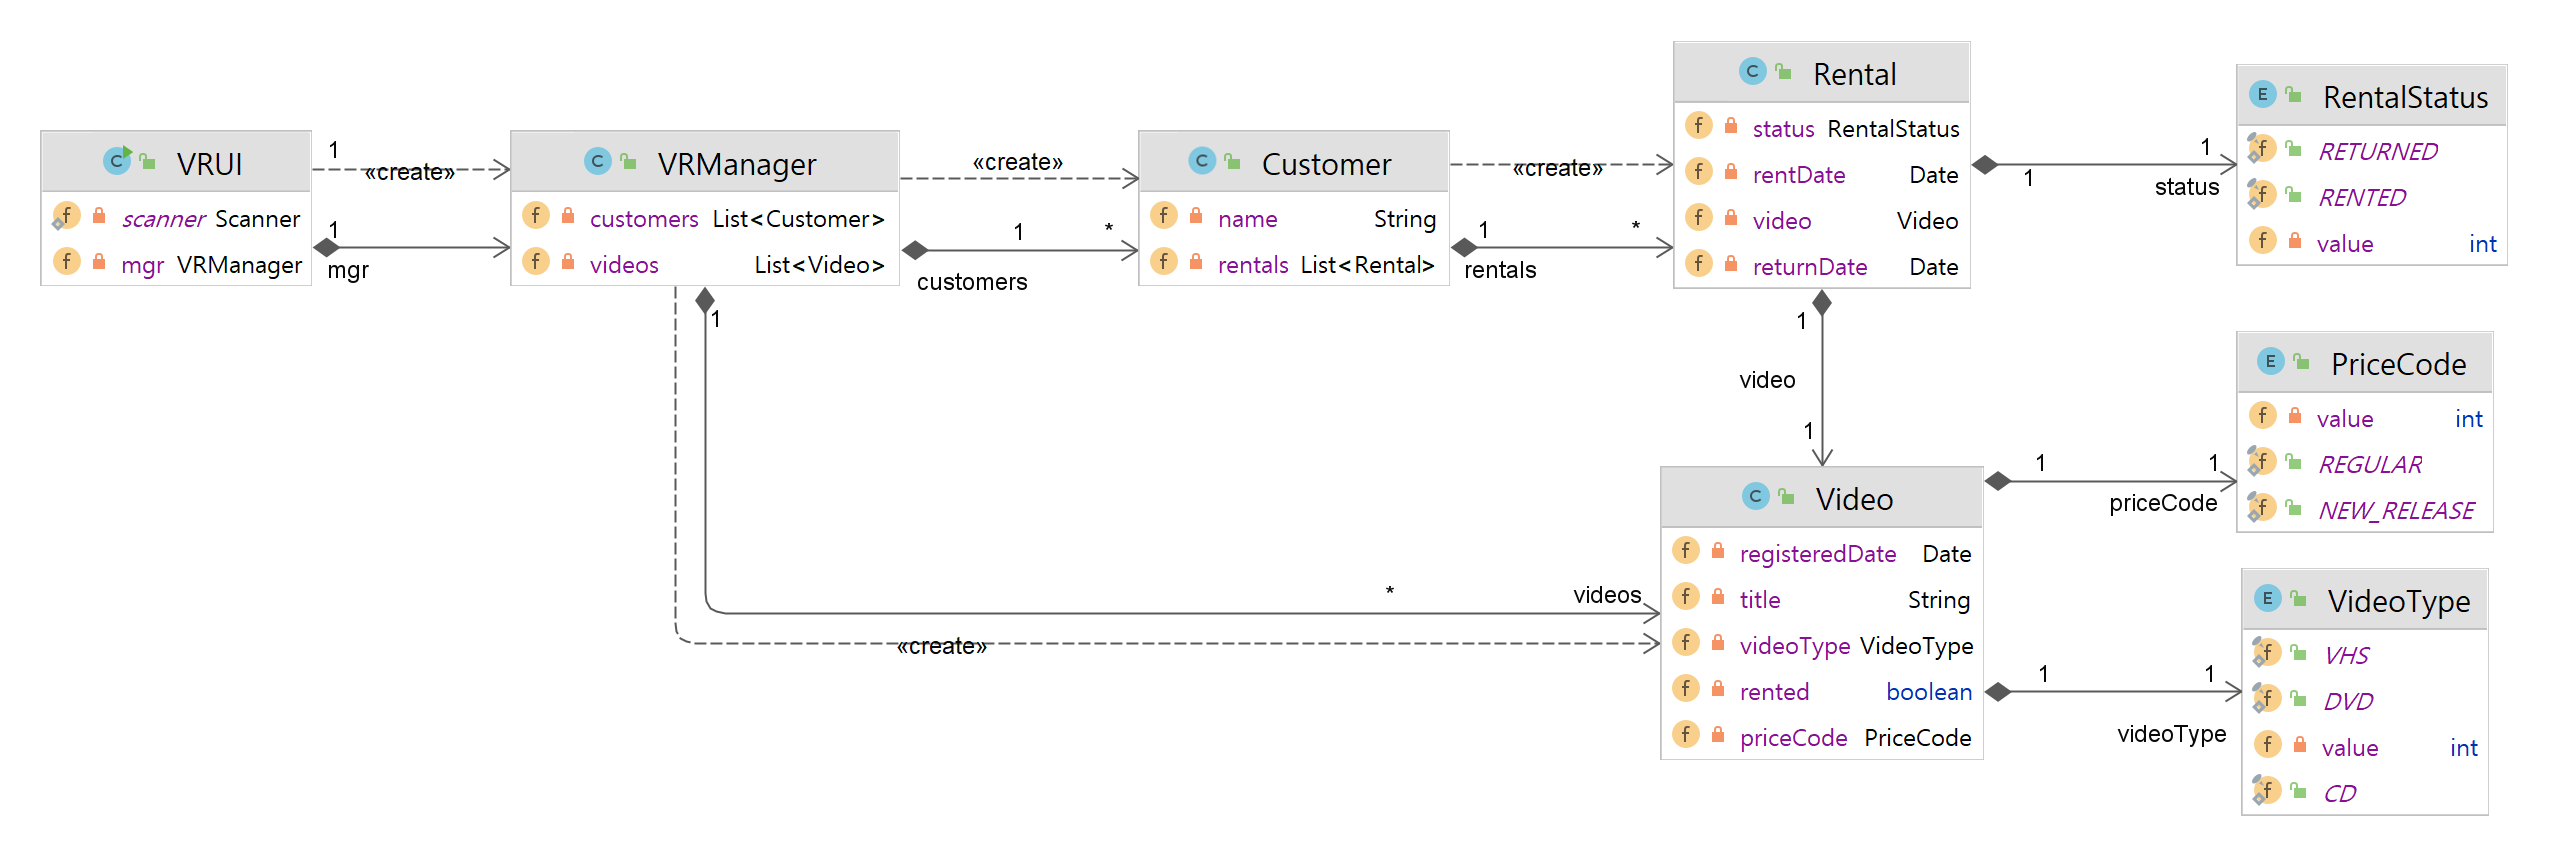 VRUI
scanner Scanner
mgr VRManager
1
«create»
1
mgr
VRManager
customers List<Customer>
videos List<Video>
«create»
1 *
customers
Customer
name String
rentals List<Rental>
«create»
1 *
rentals
Rental
status RentalStatus
rentDate Date
video Video
returnDate Date
1
1 status
RentalStatus
RETURNED
RENTED
value int
1
video
1
1
* videos
«create»
Video
registeredDate Date
title String
videoType VideoType
rented boolean
priceCode PriceCode
1 1
priceCode
PriceCode
value int
REGULAR
NEW_RELEASE
1 1
videoType
VideoType
VHS
DVD
value int
CD